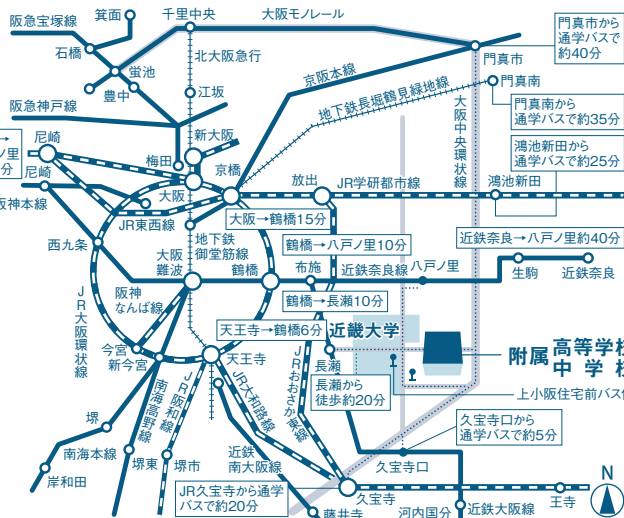 阪急宝塚線
箕面
千里中央
大阪モノレール
石橋
蛍池
豊中
北大阪急行
門真市から
通学バスで
約40分
門真市
京阪本線
門真南
地下鉄長堀鶴見緑地線
江坂
阪急神戸線
門真南から
通学バスで約35分
大阪中央環状線
新大阪
尼崎
梅田
京橋
鴻池新田から
通学バスで約25分
尼崎
大阪
放出
JR学研都市線
鴻池新田
阪神本線
JR東西線
大阪→鶴橋15分
西九条
地下鉄
御堂筋線
鶴橋→八戸ノ里10分
近鉄奈良→八戸ノ里約40分
大阪
難波
鶴橋
布施
近鉄奈良線
八戸ノ里
生駒
近鉄奈良
阪神
なんば線
鶴橋→長瀬10分
JR大阪環状線
天王寺→鶴橋6分
近畿大学
今宮
新今宮
天王寺
長瀬
附属
高等学校
中学校
JRおおさか東線
長瀬から
徒歩約20分
上小阪住宅前バス停
南海高野線
JR阪和線
JR大和路線
堺
久宝寺口から
通学バスで約5分
南海本線
堺東
堺市
近鉄
南大阪線
久宝寺口
岸和田
JR久宝寺から通学
バスで約20分
久宝寺
王寺
N
藤井寺
河内国分
近鉄大阪線